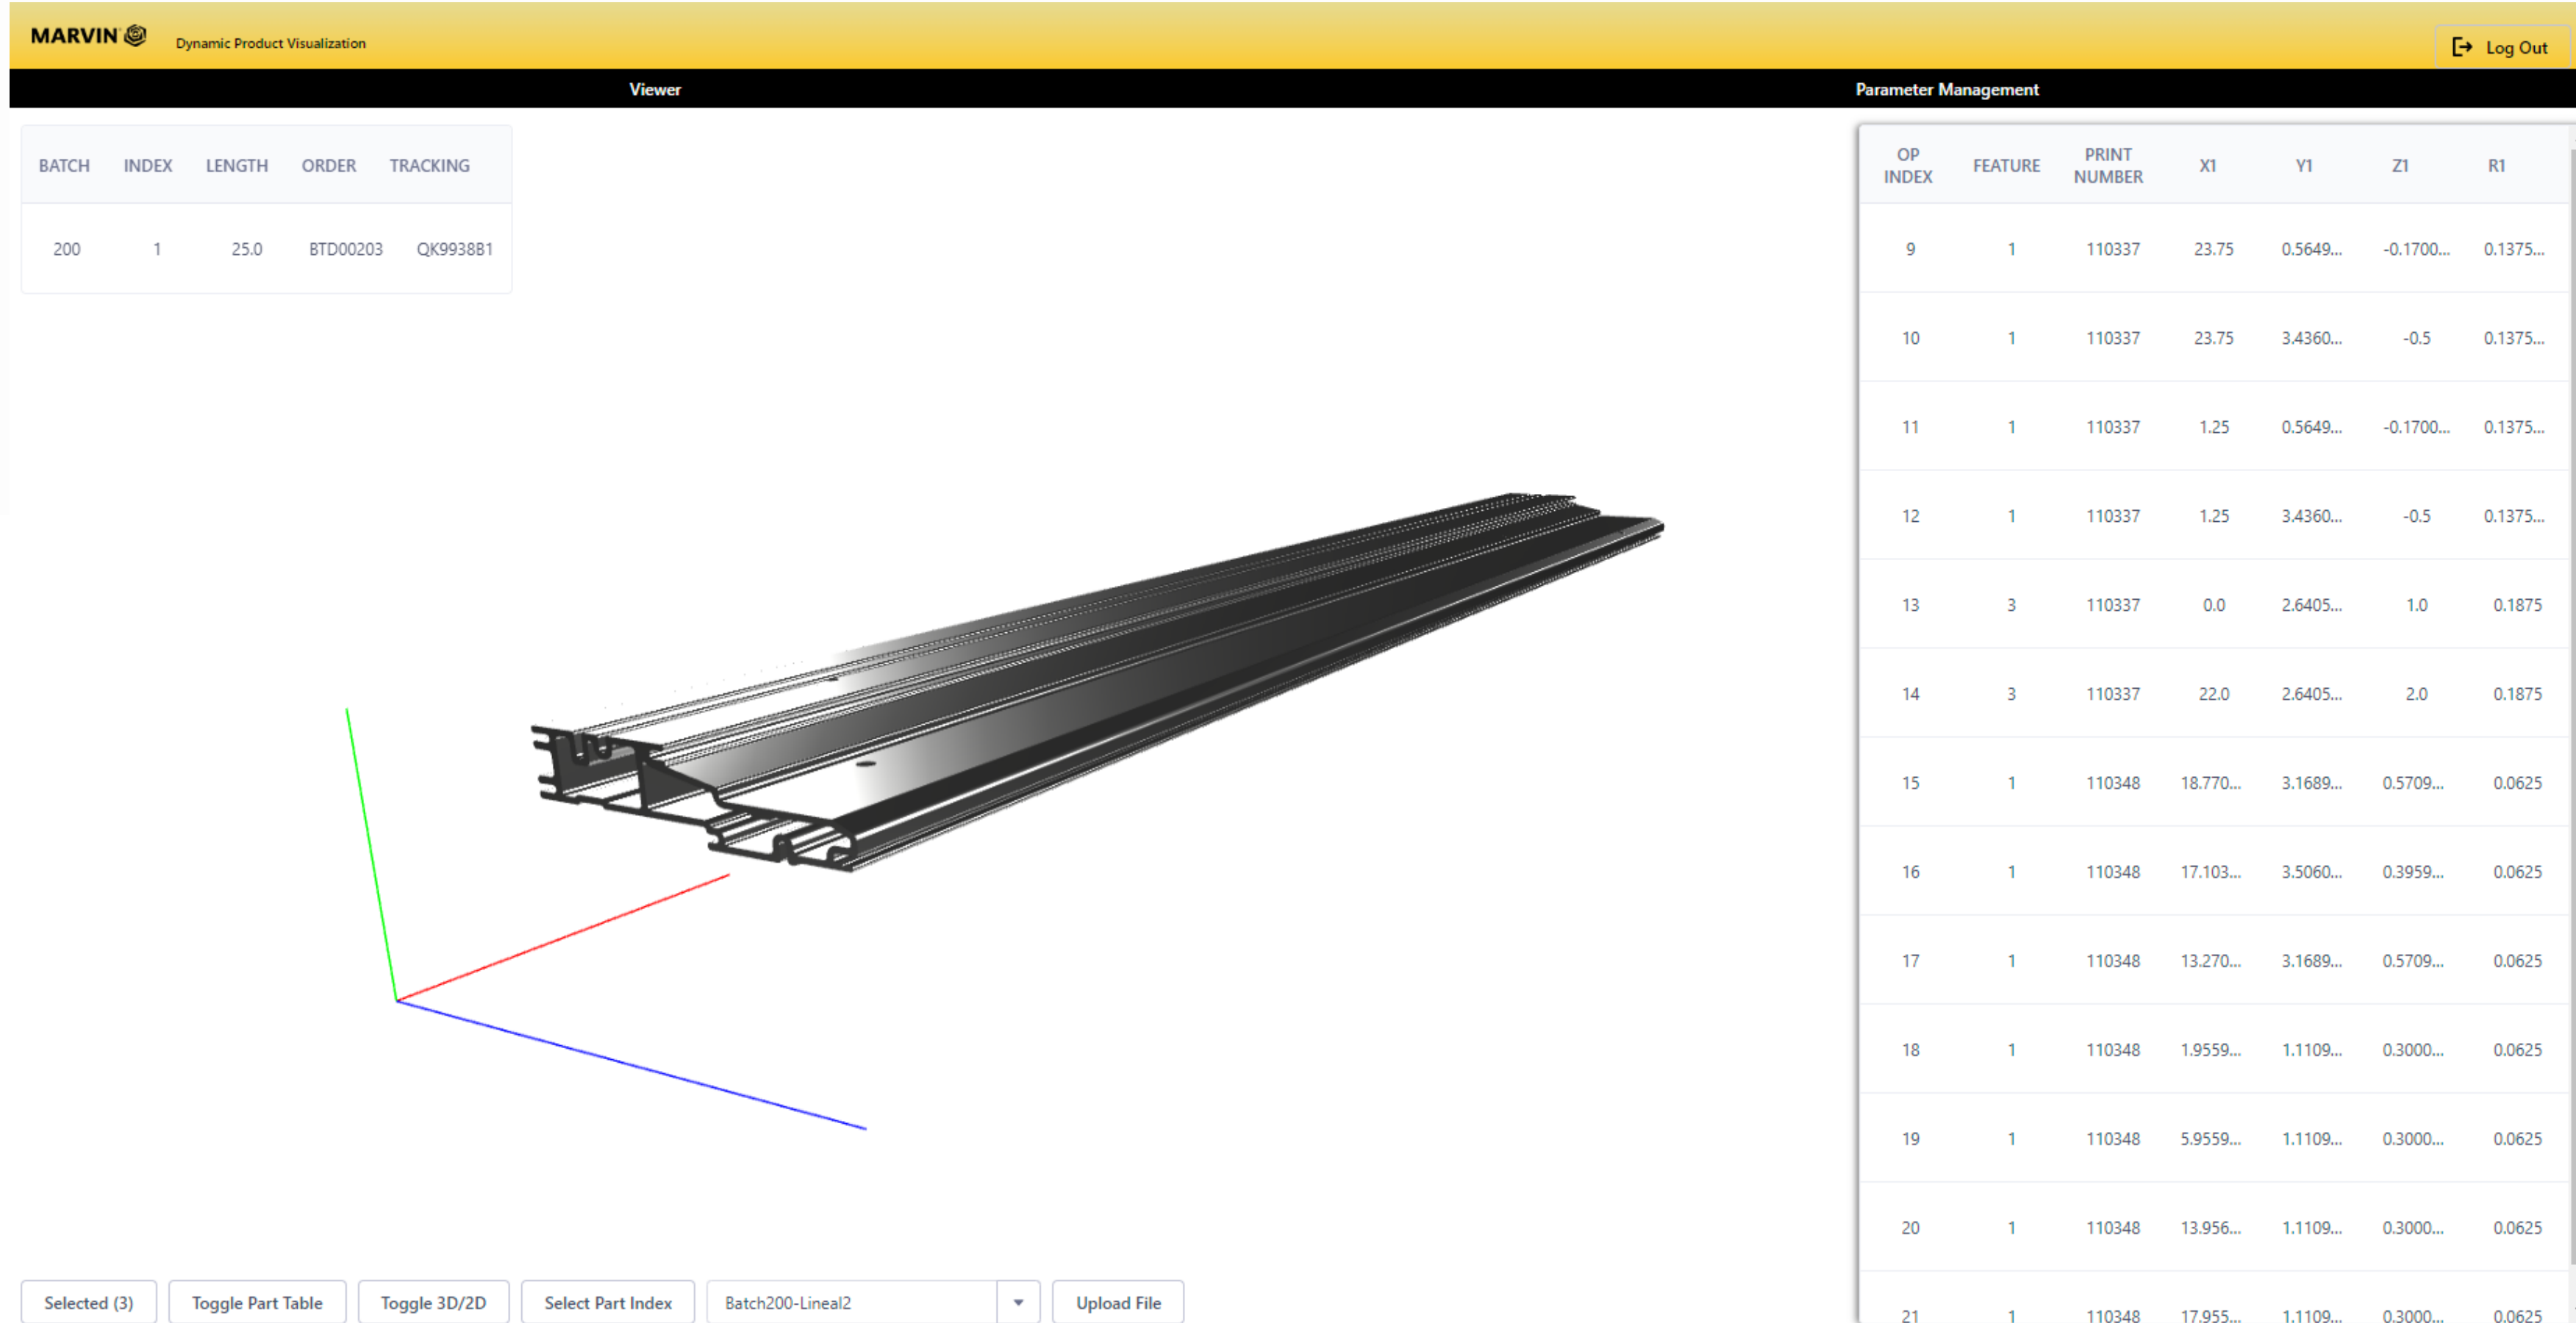 MARVIN Dynamic Product Visualization
Log Out
Viewer Parameter Management
BATCH INDEX LENGTH ORDER TRACKING
200 1 25.0 BTD00203 QK9938B1
OP INDEX FEATURE PRINT NUMBER X1 Y1 Z1 R1
9 1 110337 23.75 0.5649... -0.1700... 0.1375...
10 1 110337 23.75 3.4360... -0.5 0.1375...
11 1 110337 1.25 0.5649... -0.1700... 0.1375...
12 1 110337 1.25 3.4360... -0.5 0.1375...
13 3 110337 0.0 2.6405... 1.0 0.1875
14 3 110337 22.0 2.6405... 2.0 0.1875
15 1 110348 18.770... 3.1689... 0.5709... 0.0625
16 1 110348 17.103... 3.5060... 0.3959... 0.0625
17 1 110348 13.270... 3.1689... 0.5709... 0.0625
18 1 110348 1.9559... 1.1109... 0.3000... 0.0625
19 1 110348 5.9559... 1.1109... 0.3000... 0.0625
20 1 110348 13.956... 1.1109... 0.3000... 0.0625
21 1 110348 17.955... 1.1109... 0.3000... 0.0625
Selected (3) Toggle Part Table Toggle 3D/2D Select Part Index Batch200-Lineal2 Upload File